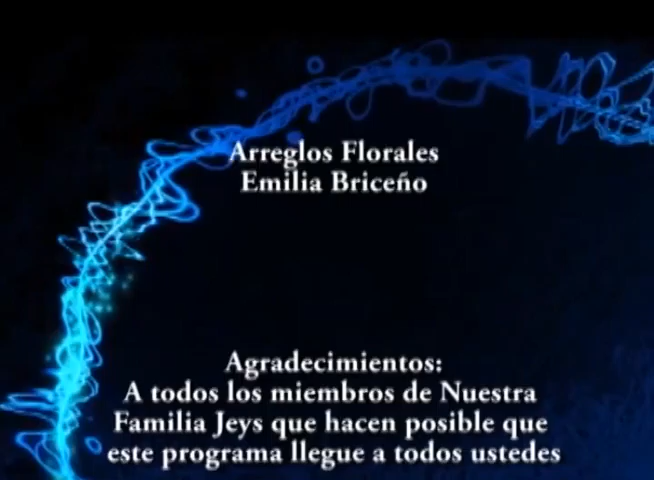 Arreglos Florales
Emilia Briceño
Agradecimientos:
A todos los miembros de Nuestra
Familia Jeys que hacen posible que
este programa llegue a todos ustedes